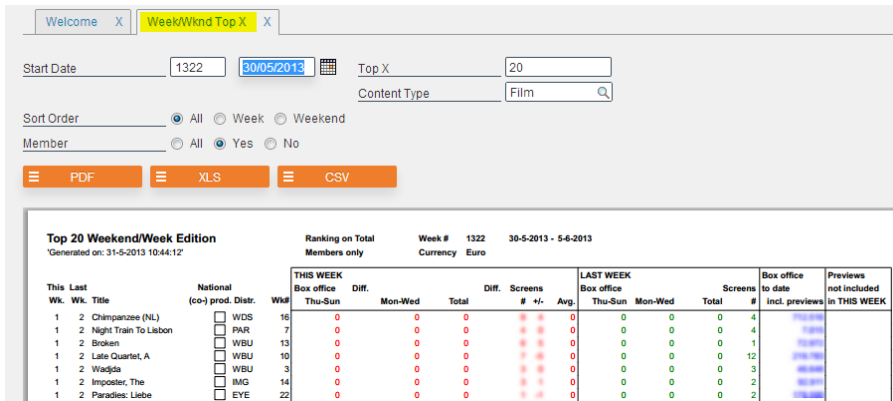 Welcome X Week/Wknd Top X X
Start Date 1322 30/05/2013 Top X 20
Content Type Film
Sort Order All Week Weekend
Member All Yes No
PDF XLS CSV
Top 20 Weekend/Week Edition Ranking on Total Week # 1322 30-5-2013 - 5-6-2013
'Generated on: 31-5-2013 10:44:12' Members only Currency Euro
THIS WEEK LAST WEEK Box office Previews
This Last National Box office Diff. Diff. Screens Box office Screens to date not included
Wk. Wk. Title (co-) prod. Distr. Wk# Thu-Sun Mon-Wed Total # +/- Avg. Thu-Sun Mon-Wed Total # incl. previews in THIS WEEK
1 2 Chimpanzee (NL) WDS 16 0 0 0 0 0 0 0 4
1 2 Night Train To Lisbon PAR 7 0 0 0 0 0 0 0 4
1 2 Broken WBU 13 0 0 0 0 0 0 0 1
1 2 Late Quartet, A WBU 10 0 0 0 0 0 0 0 12
1 2 Wadjda WBU 3 0 0 0 0 0 0 0 3
1 2 Imposter, The IMG 14 0 0 0 0 0 0 0 2
1 2 Paradies: Liebe EYE 22 0 0 0 0 0 0 0 2